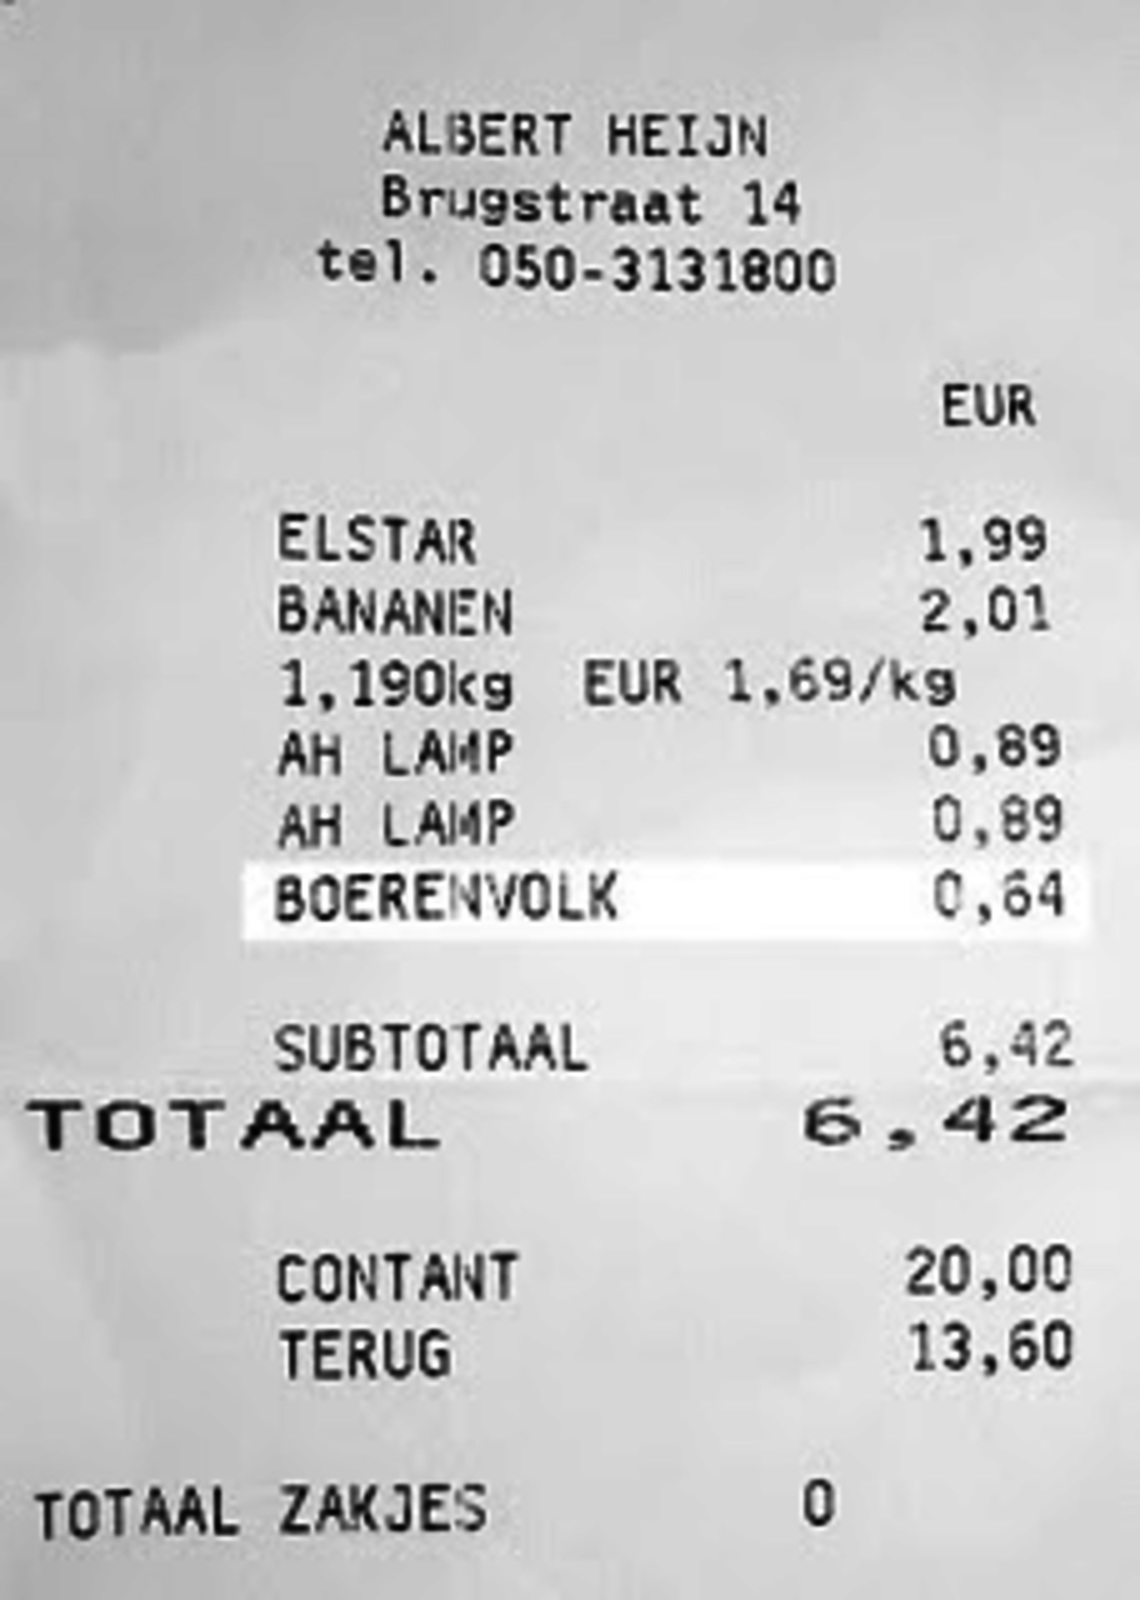 ALBERT HEIJN
Brugstraat 14
tel. 050-3131800
EUR
ELSTAR 1,99
BANANEN 2,01
1,190kg EUR 1,69/kg
AH LAMP 0,89
AH LAMP 0,89
BOERENVOLK 0,64
SUBTOTAAL 6,42
TOTAAL 6,42
CONTANT 20,00
TERUG 13,60
TOTAAL ZAKJES 0